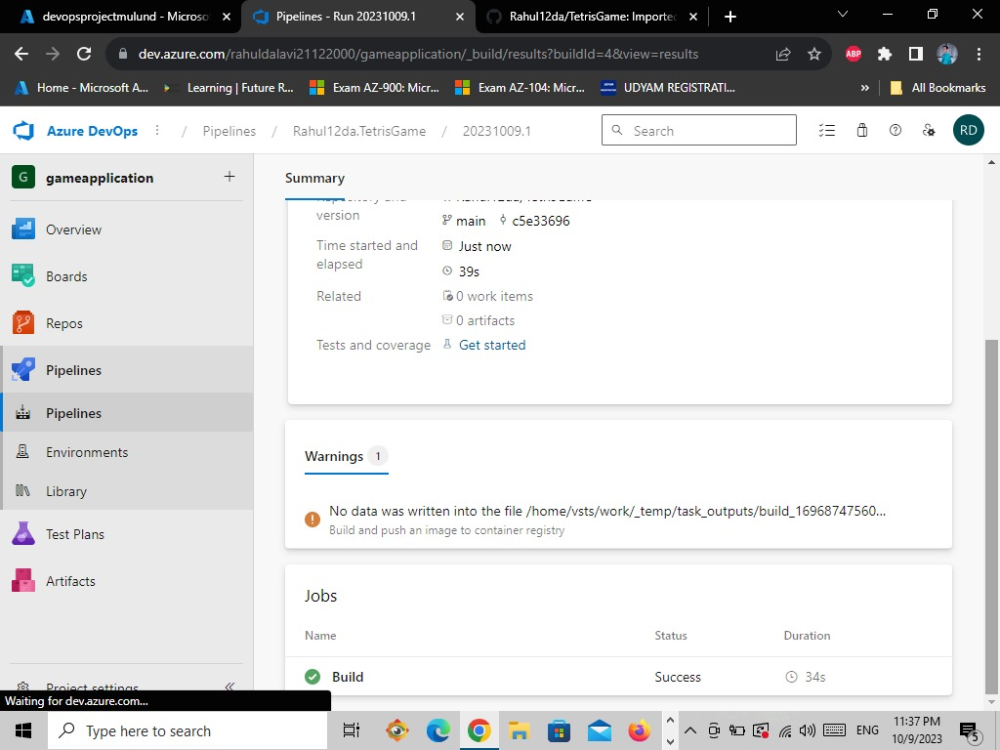 devopsprojectmulund - Microso
Pipelines - Run 20231009.1
Rahul12da/TetrisGame: Importe
dev.azure.com/rahuldalavi21122000/gameapplication/_build/results?buildId=4&view=results
ABP
Home - Microsoft A...
Learning | Future R...
Exam AZ-900: Micr...
Exam AZ-104: Micr...
UDYAM REGISTRATI...
»
All Bookmarks
Azure DevOps / Pipelines / Rahul12da.TetrisGame / 20231009.1
Search
RD
G gameapplication +
Summary
Overview
Boards
Repos
Pipelines
Pipelines
Environments
Library
Test Plans
Artifacts
Project settings
Repository and
version
Rahul12da/TetrisGame
main c5e33696
Time started and
elapsed
Just now
39s
Related
0 work items
0 artifacts
Tests and coverage
Get started
Warnings 1
No data was written into the file /home/vsts/work/_temp/task_outputs/build_16968747560...
Build and push an image to container registry
Jobs
Name Status Duration
Build Success 34s
Waiting for dev.azure.com...
Type here to search
ENG
11:37 PM
10/9/2023
5